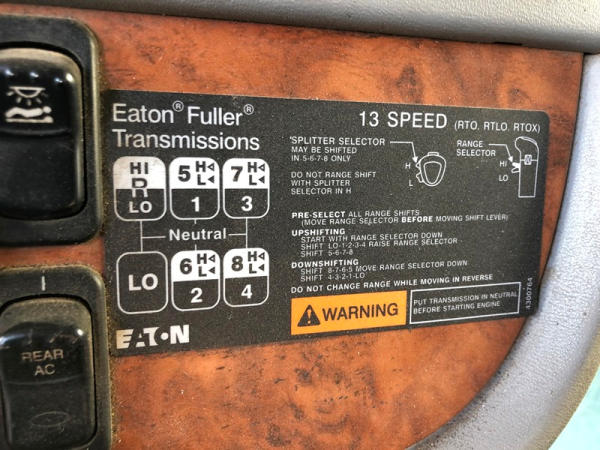 Eaton® Fuller®
Transmissions
13 SPEED (RTO, RTLO, RTOX)
HI
R
LO
5 H◁
L◁
1
7 H◁
L◁
3
Neutral
LO
6 H◁
L◁
2
8 H◁
L◁
4
EATON
*SPLITTER SELECTOR
MAY BE SHIFTED
IN 5-6-7-8 ONLY
DO NOT RANGE SHIFT
WITH SPLITTER
SELECTOR IN H
H
L
RANGE
SELECTOR
HI
LO
PRE-SELECT ALL RANGE SHIFTS
(MOVE RANGE SELECTOR BEFORE MOVING SHIFT LEVER)
UPSHIFTING
START WITH RANGE SELECTOR DOWN
SHIFT LO-1-2-3-4 RAISE RANGE SELECTOR
SHIFT 5-6-7-8
DOWNSHIFTING
SHIFT 8-7-6-5 MOVE RANGE SELECTOR DOWN
SHIFT 4-3-2-1-LO
DO NOT CHANGE RANGE WHILE MOVING IN REVERSE
WARNING
PUT TRANSMISSION IN NEUTRAL
BEFORE STARTING ENGINE
4300764
REAR
AC